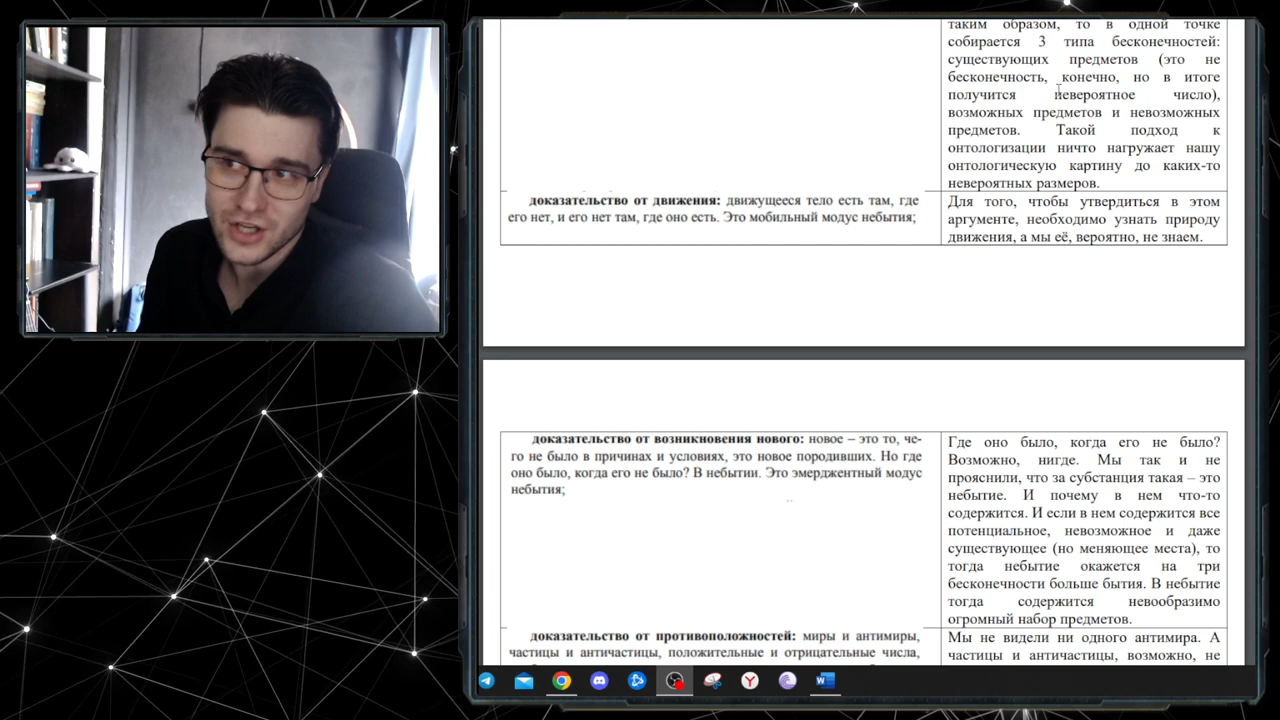 таким образом, то в одной точке
собирается 3 типа бесконечностей:
существующих предметов (это не
бесконечность, конечно, но в итоге
получится невероятное число),
возможных предметов и невозможных
предметов. Такой подход к
онтологизации ничто нагружает нашу
онтологическую картину до каких-то
невероятных размеров.
доказательство от движения: движущееся тело есть там, где
его нет, и его нет там, где оно есть. Это мобильный модус небытия;
Для того, чтобы утвердиться в этом
аргументе, необходимо узнать природу
движения, а мы её, вероятно, не знаем.
доказательство от возникновения нового: новое – это то, че-
го не было в причинах и условиях, это новое породивших. Но где
оно было, когда его не было? В небытии. Это эмерджентный модус
небытия;
Где оно было, когда его не было?
Возможно, нигде. Мы так и не
прояснили, что за субстанция такая – это
небытие. И почему в нем что-то
содержится. И если в нем содержится все
потенциальное, невозможное и даже
существующее (но меняющее места), то
тогда небытие окажется на три
бесконечности больше бытия. В небытие
тогда содержится невообразимо
огромный набор предметов.
доказательство от противоположностей: миры и антимиры,
частицы и античастицы, положительные и отрицательные числа,
Мы не видели ни одного антимира. А
частицы и античастицы, возможно, не